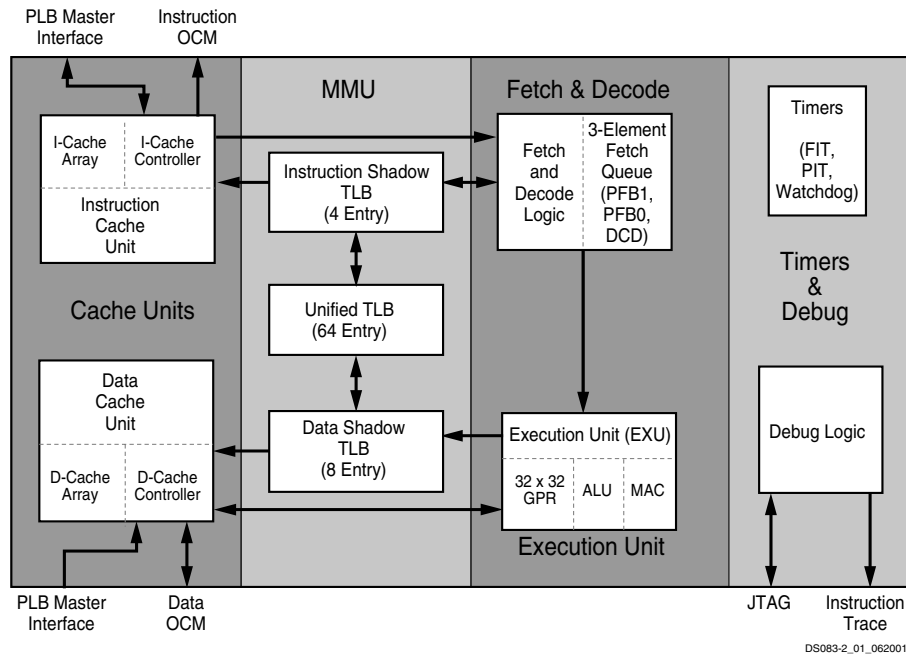 PLB Master
Interface
Instruction
OCM
MMU
Fetch & Decode
I-Cache
Array
I-Cache
Controller
Instruction
Cache
Unit
Instruction Shadow
TLB
(4 Entry)
Fetch
and
Decode
Logic
3-Element
Fetch
Queue
(PFB1,
PFB0,
DCD)
Timers
(FIT,
PIT,
Watchdog)
Cache Units
Unified TLB
(64 Entry)
Timers
&
Debug
Data
Cache
Unit
D-Cache
Array
D-Cache
Controller
Data Shadow
TLB
(8 Entry)
Execution Unit (EXU)
32 x 32
GPR
ALU
MAC
Execution Unit
Debug Logic
PLB Master
Interface
Data
OCM
JTAG
Instruction
Trace
DS083-2_01_062001